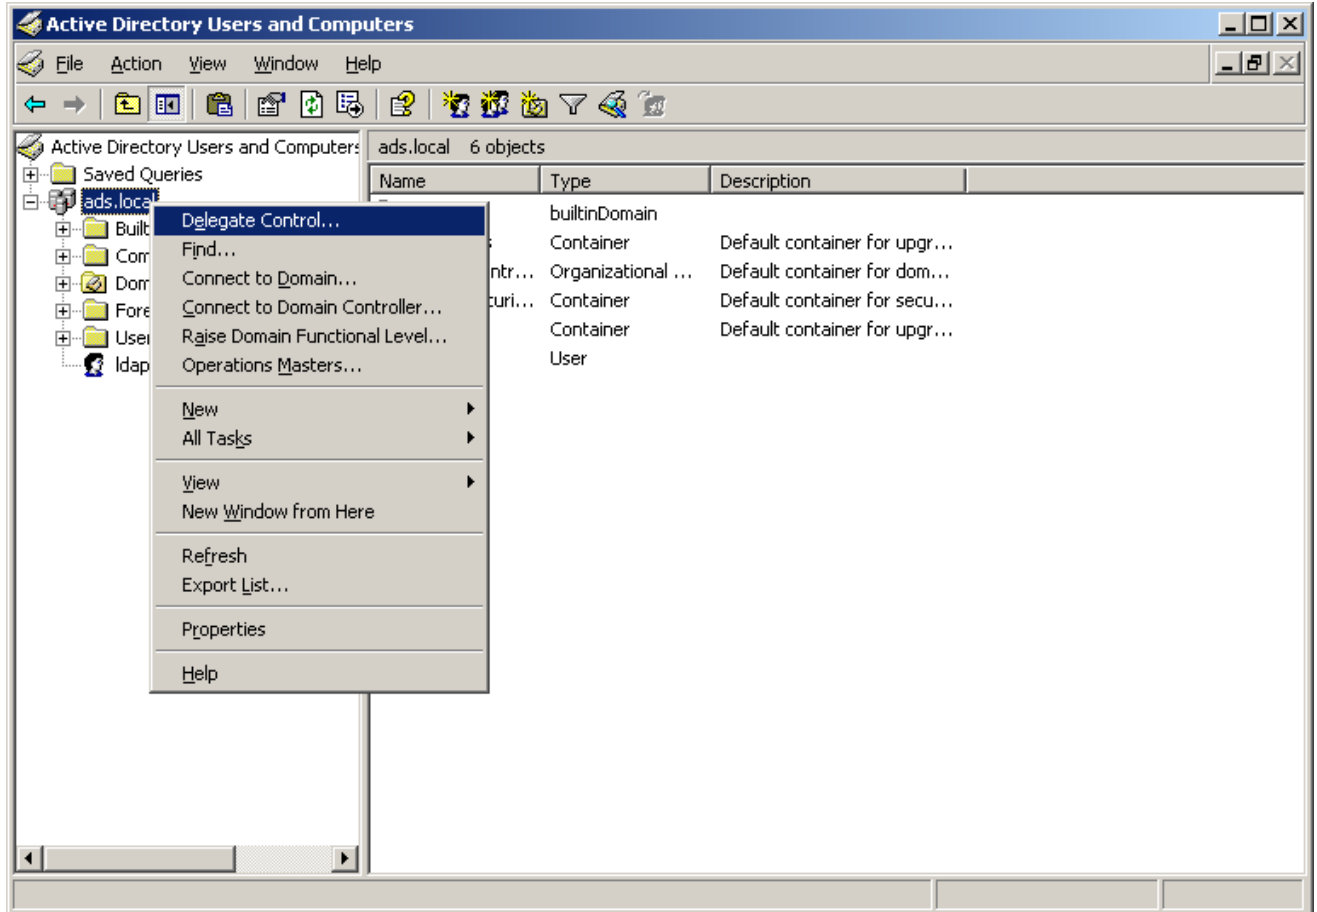 Active Directory Users and Computers
File Action View Window Help
Active Directory Users and Computers
ads.local 6 objects
Saved Queries
ads.local
Built
Com
Dom
Fore
User
ldap
Name Type Description
builtinDomain
Container Default container for upgr...
ntr... Organizational ... Default container for dom...
curi... Container Default container for secu...
Container Default container for upgr...
User
Delegate Control...
Find...
Connect to Domain...
Connect to Domain Controller...
Raise Domain Functional Level...
Operations Masters...
New
All Tasks
View
New Window from Here
Refresh
Export List...
Properties
Help